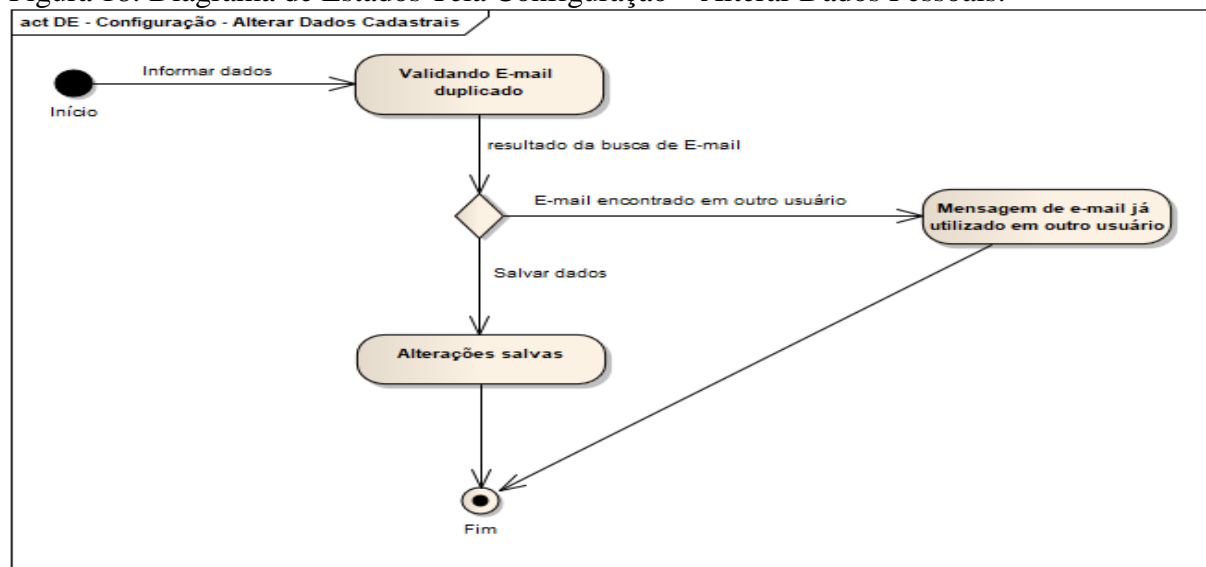 Figura 18: Diagrama de Estados Tela Configuração – Alterar Dados Pessoais.
act DE - Configuração - Alterar Dados Cadastrais
Informar dados
Início
Validando E-mail
duplicado
resultado da busca de E-mail
E-mail encontrado em outro usuário
Mensagem de e-mail já
utilizado em outro usuário
Salvar dados
Alterações salvas
Fim